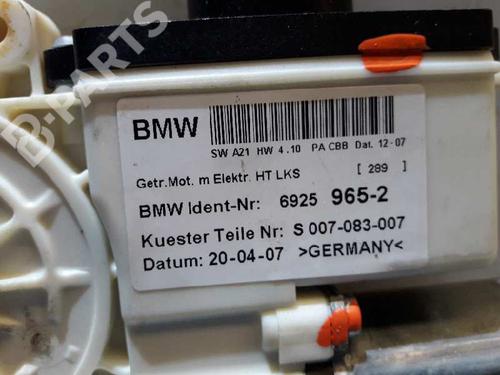 BMW
SW A21 HW 4.10 PA CBB Dat. 12-07
Getr.Mot. m Elektr. HT LKS [ 289 ]
BMW Ident-Nr: 6925 965-2
Kuester Teile Nr: S 007-083-007
Datum: 20-04-07 >GERMANY<
B-PARTS